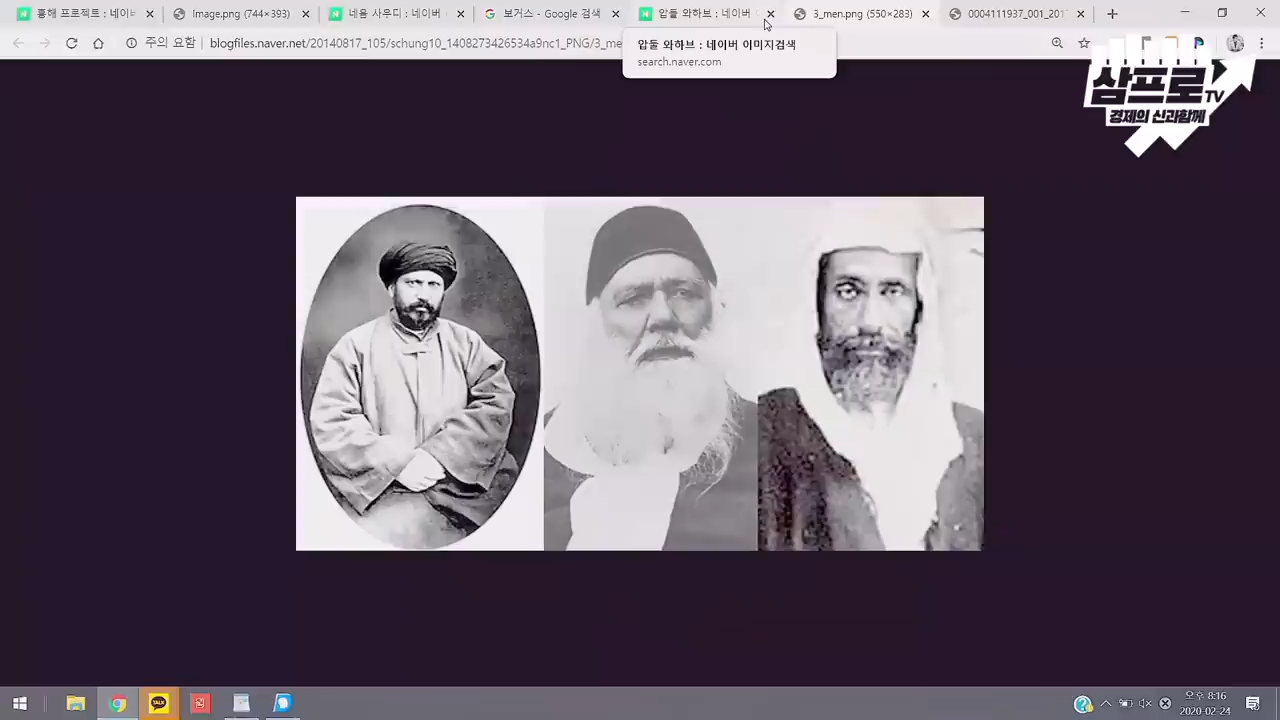 홍해 프로젝트 : 네이버
image.png (744×393)
네옴 사우디 : 네이버
보거스 - Google 검색
압둘 와하브 : 네이버
3_men.png (550×283)
0004111937_001_201
주의 요함
blogfiles.naver.net/20140817_105/schung10_1408273426534a9nc1_PNG/3_me
압둘 와하브 : 네이버 이미지검색
search.naver.com
삼프로TV
경제의 신과함께
TALK
오후 8:16
2020-02-24